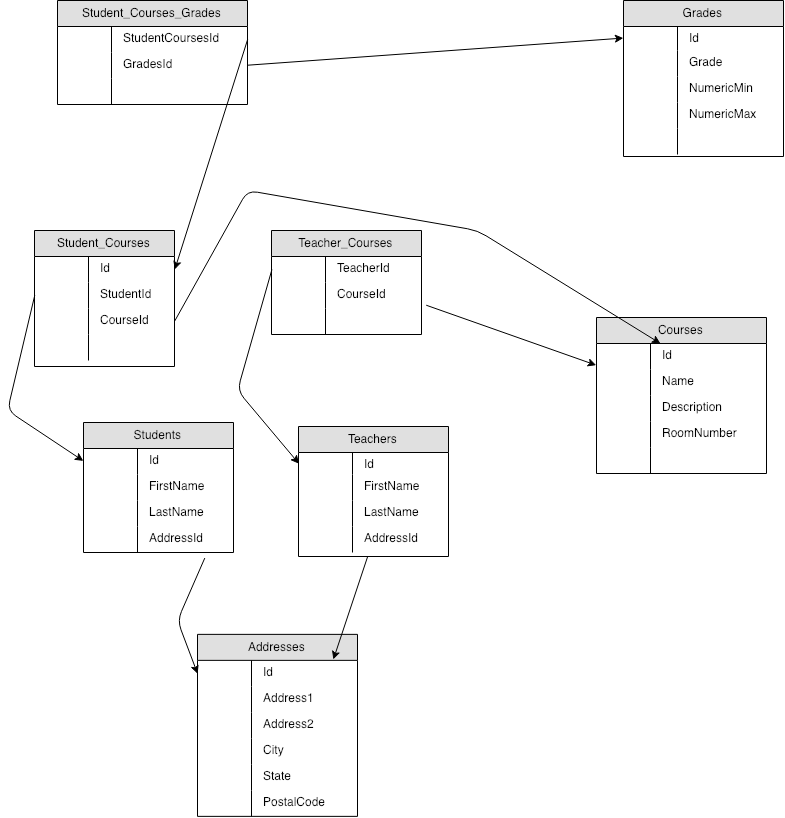 Student_Courses_Grades
StudentCoursesId
GradesId
Grades
Id
Grade
NumericMin
NumericMax
Student_Courses
Id
StudentId
CourseId
Teacher_Courses
TeacherId
CourseId
Courses
Id
Name
Description
RoomNumber
Students
Id
FirstName
LastName
AddressId
Teachers
Id
FirstName
LastName
AddressId
Addresses
Id
Address1
Address2
City
State
PostalCode